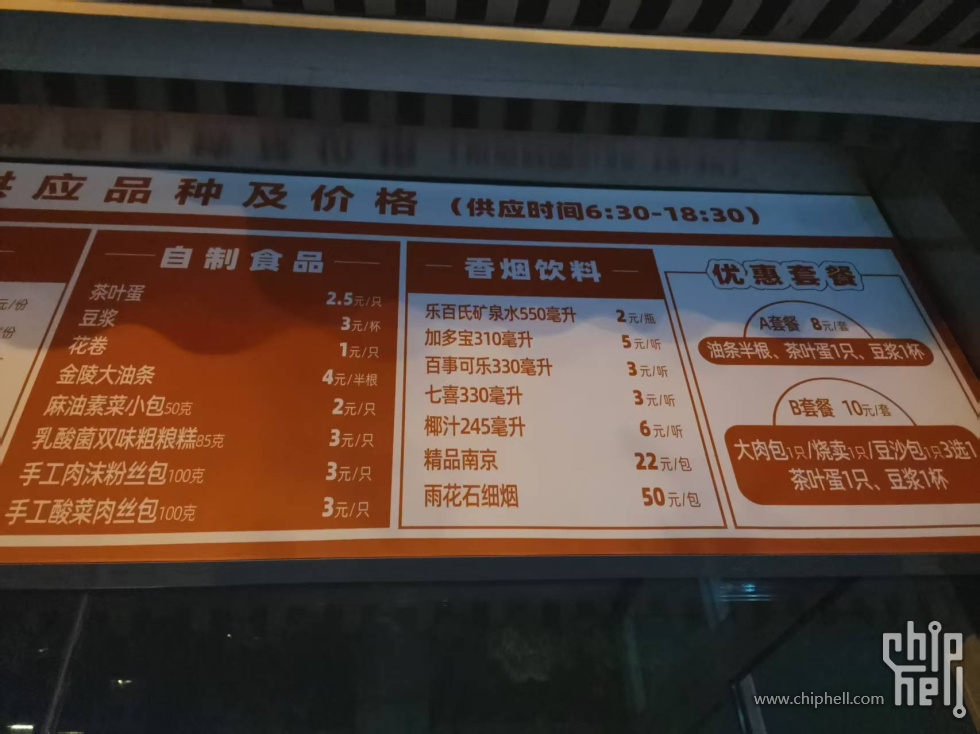 供应品种及价格（供应时间6:30-18:30）
元/份
/份
自制食品
茶叶蛋 2.5元/只
豆浆 3元/杯
花卷 1元/只
金陵大油条 4元/半根
麻油素菜小包50克 2元/只
乳酸菌双味粗粮糕85克 3元/只
手工肉沫粉丝包100克 3元/只
手工酸菜肉丝包100克 3元/只
香烟饮料
乐百氏矿泉水550毫升 2元/瓶
加多宝310毫升 5元/听
百事可乐330毫升 3元/听
七喜330毫升 3元/听
椰汁245毫升 6元/听
精品南京 22元/包
雨花石细烟 50元/包
优惠套餐
A套餐 8元/套
油条半根、茶叶蛋1只、豆浆1杯
B套餐 10元/套
大肉包1只/烧卖1只/豆沙包1只3选1
茶叶蛋1只、豆浆1杯
chip
hell
www.chiphell.com